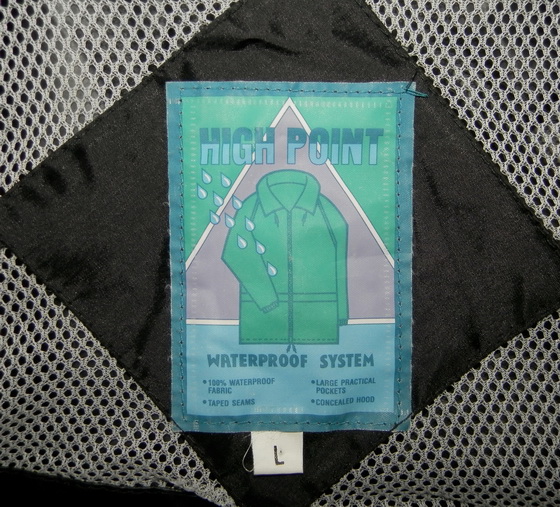 HIGH POINT
WATERPROOF SYSTEM
• 100% WATERPROOF
FABRIC
• TAPED SEAMS
• LARGE PRACTICAL
POCKETS
• CONCEALED HOOD
L